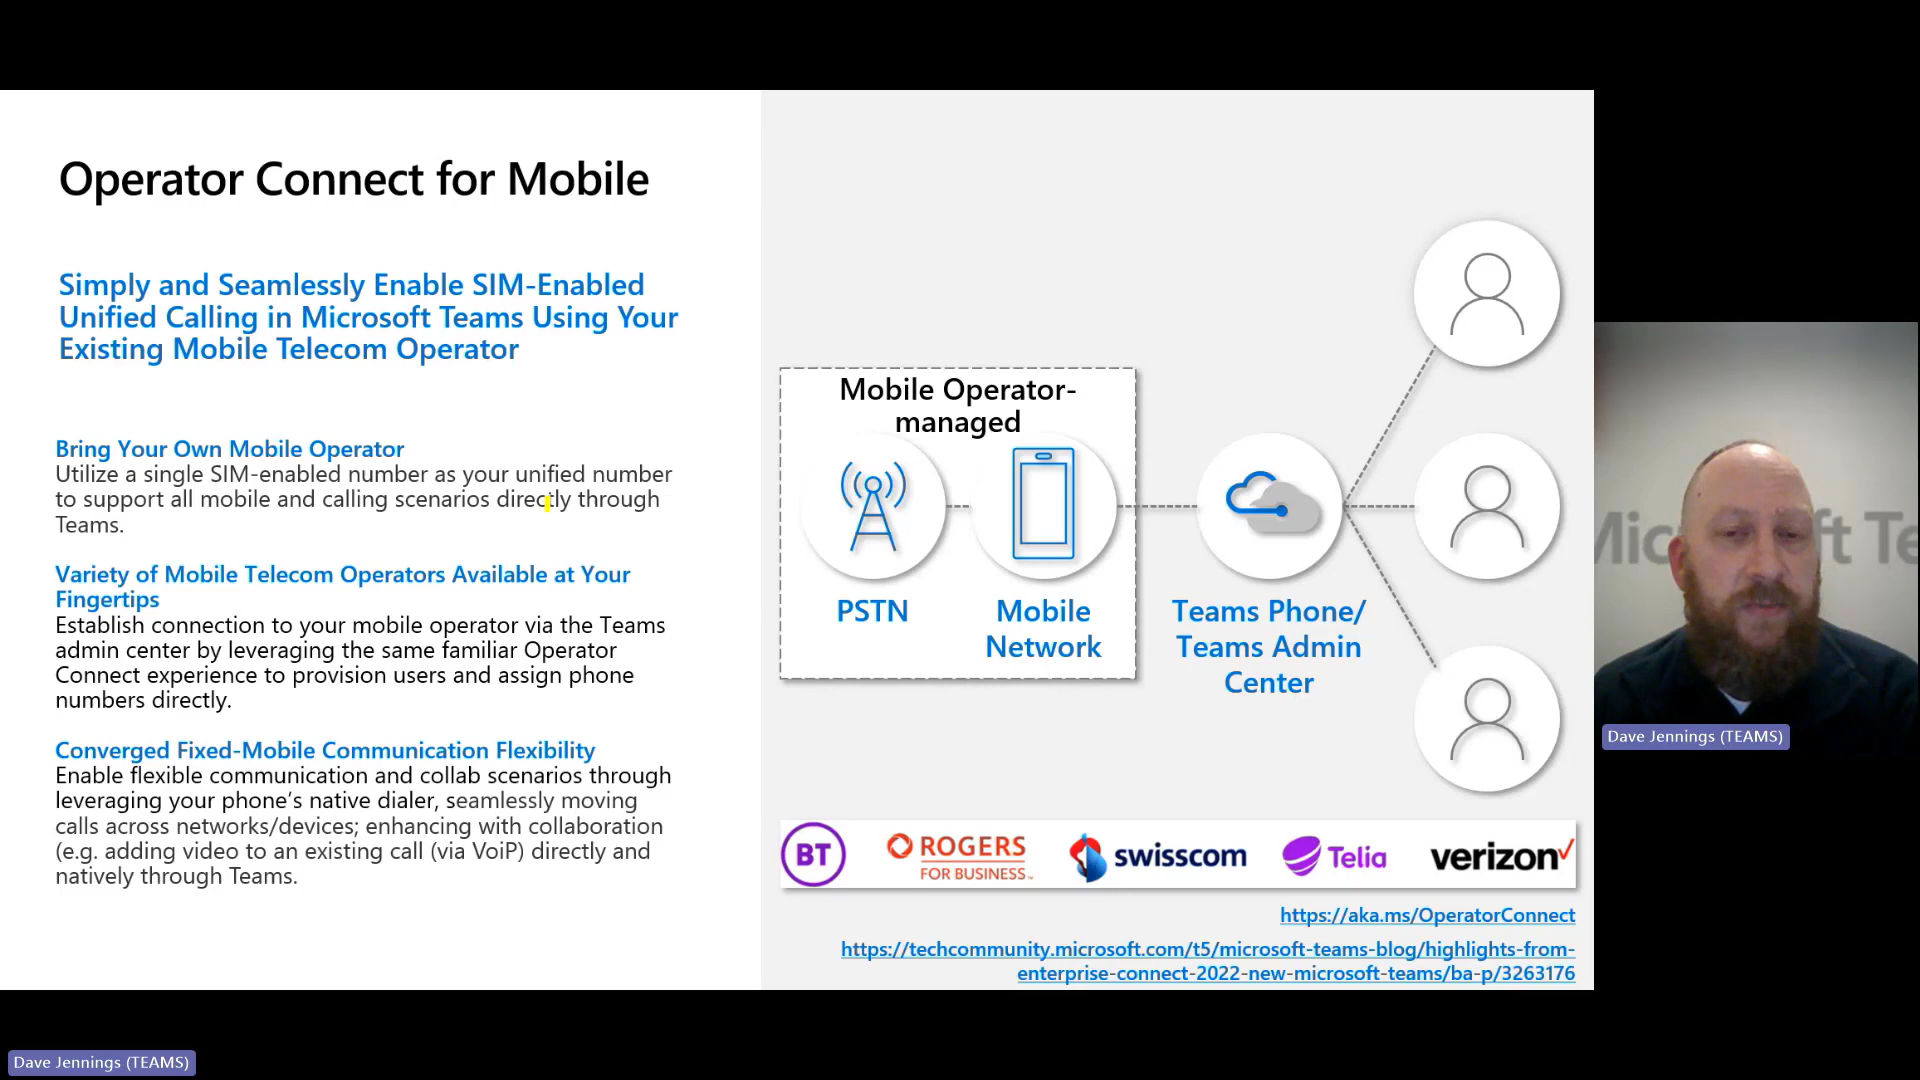 Operator Connect for Mobile
Simply and Seamlessly Enable SIM-Enabled
Unified Calling in Microsoft Teams Using Your
Existing Mobile Telecom Operator
Bring Your Own Mobile Operator
Utilize a single SIM-enabled number as your unified number
to support all mobile and calling scenarios directly through
Teams.
Variety of Mobile Telecom Operators Available at Your
Fingertips
Establish connection to your mobile operator via the Teams
admin center by leveraging the same familiar Operator
Connect experience to provision users and assign phone
numbers directly.
Converged Fixed-Mobile Communication Flexibility
Enable flexible communication and collab scenarios through
leveraging your phone’s native dialer, seamlessly moving
calls across networks/devices; enhancing with collaboration
(e.g. adding video to an existing call (via VoiP) directly and
natively through Teams.
Mobile Operator-
managed
PSTN
Mobile
Network
Teams Phone/
Teams Admin
Center
BT
ROGERS
FOR BUSINESS™
swisscom
Telia
verizon✓
https://aka.ms/OperatorConnect
https://techcommunity.microsoft.com/t5/microsoft-teams-blog/highlights-from-
enterprise-connect-2022-new-microsoft-teams/ba-p/3263176
Mic ft Te
Dave Jennings (TEAMS)
Dave Jennings (TEAMS)